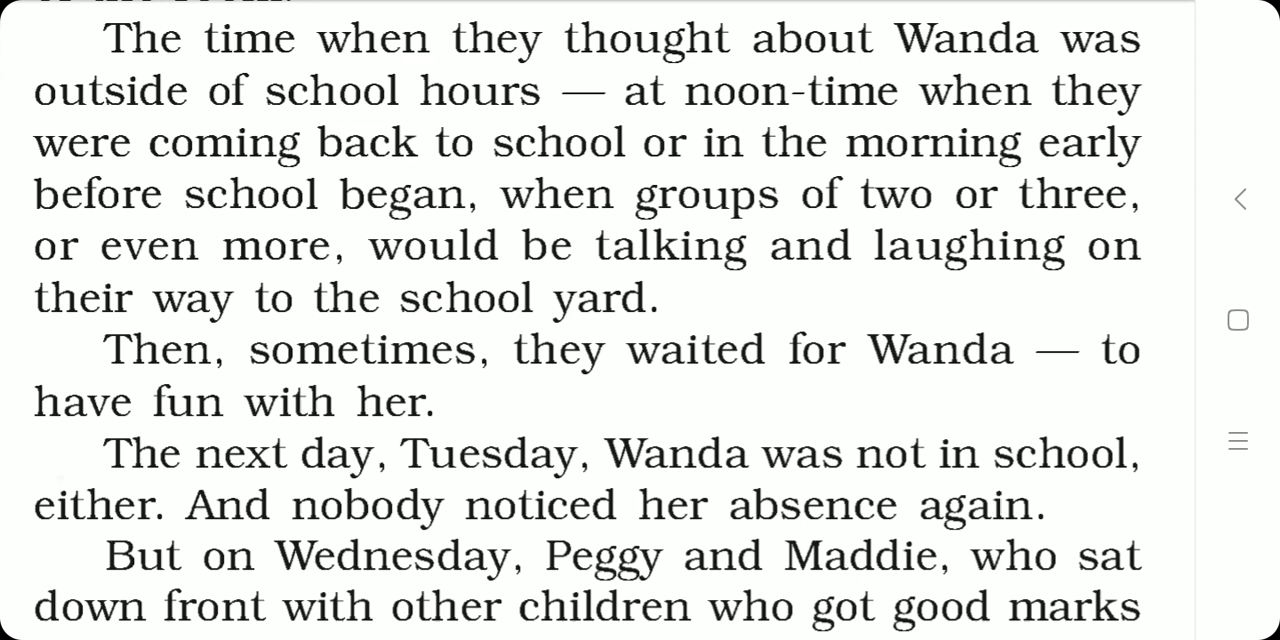 The time when they thought about Wanda was
outside of school hours — at noon-time when they
were coming back to school or in the morning early
before school began, when groups of two or three,
or even more, would be talking and laughing on
their way to the school yard.
Then, sometimes, they waited for Wanda — to
have fun with her.
The next day, Tuesday, Wanda was not in school,
either. And nobody noticed her absence again.
But on Wednesday, Peggy and Maddie, who sat
down front with other children who got good marks